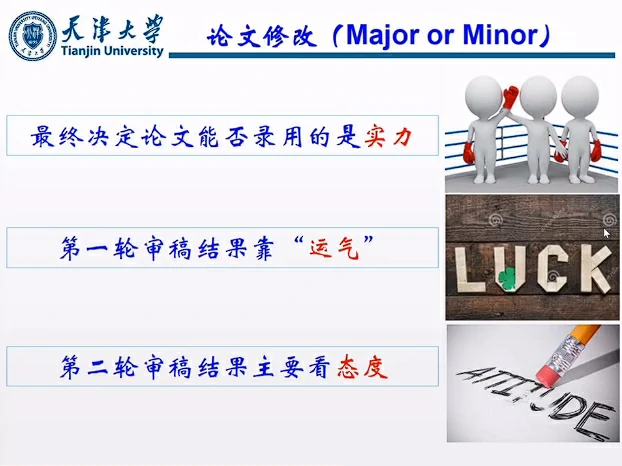 天津大学
Tianjin University
论文修改（Major or Minor）
最终决定论文能否录用的是实力
第一轮审稿结果靠“运气”
LUCK
第二轮审稿结果主要看态度
ATTITUDE